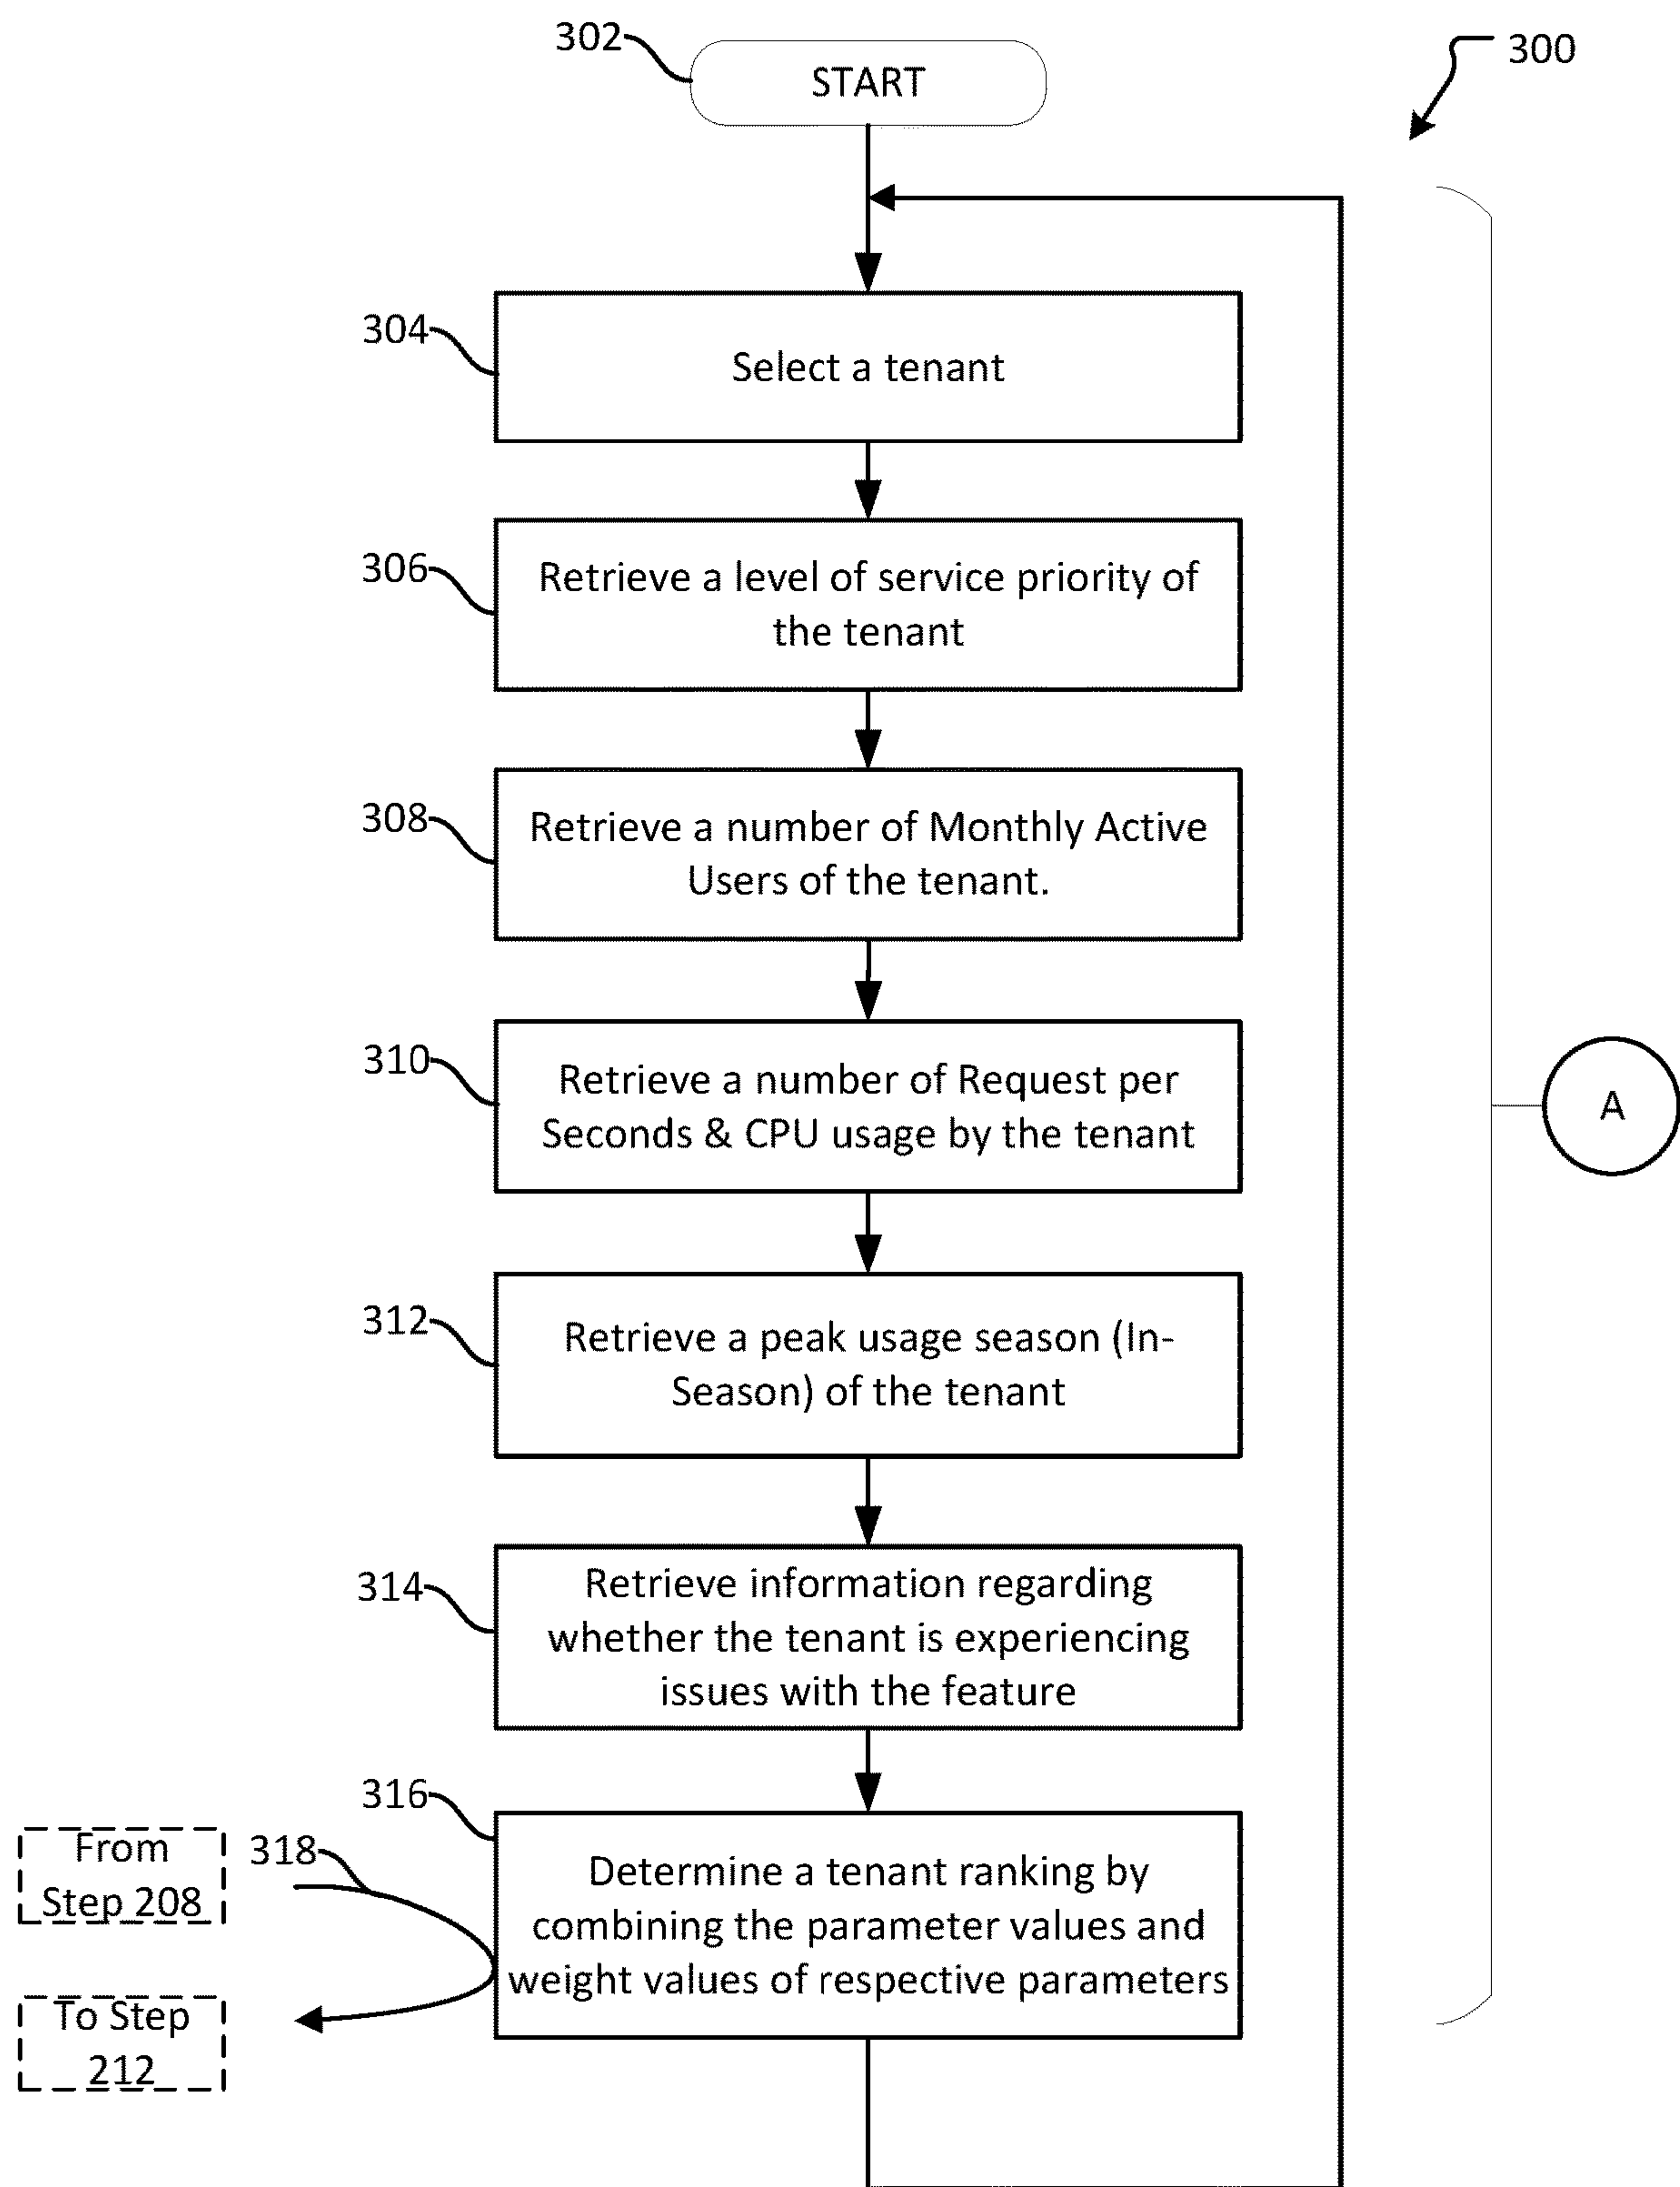 302
START
300
304
Select a tenant
306
Retrieve a level of service priority of
the tenant
308
Retrieve a number of Monthly Active
Users of the tenant.
310
Retrieve a number of Request per
Seconds & CPU usage by the tenant
A
312
Retrieve a peak usage season (In-
Season) of the tenant
314
Retrieve information regarding
whether the tenant is experiencing
issues with the feature
316
Determine a tenant ranking by
combining the parameter values and
weight values of respective parameters
From
Step 208
318
To Step
212